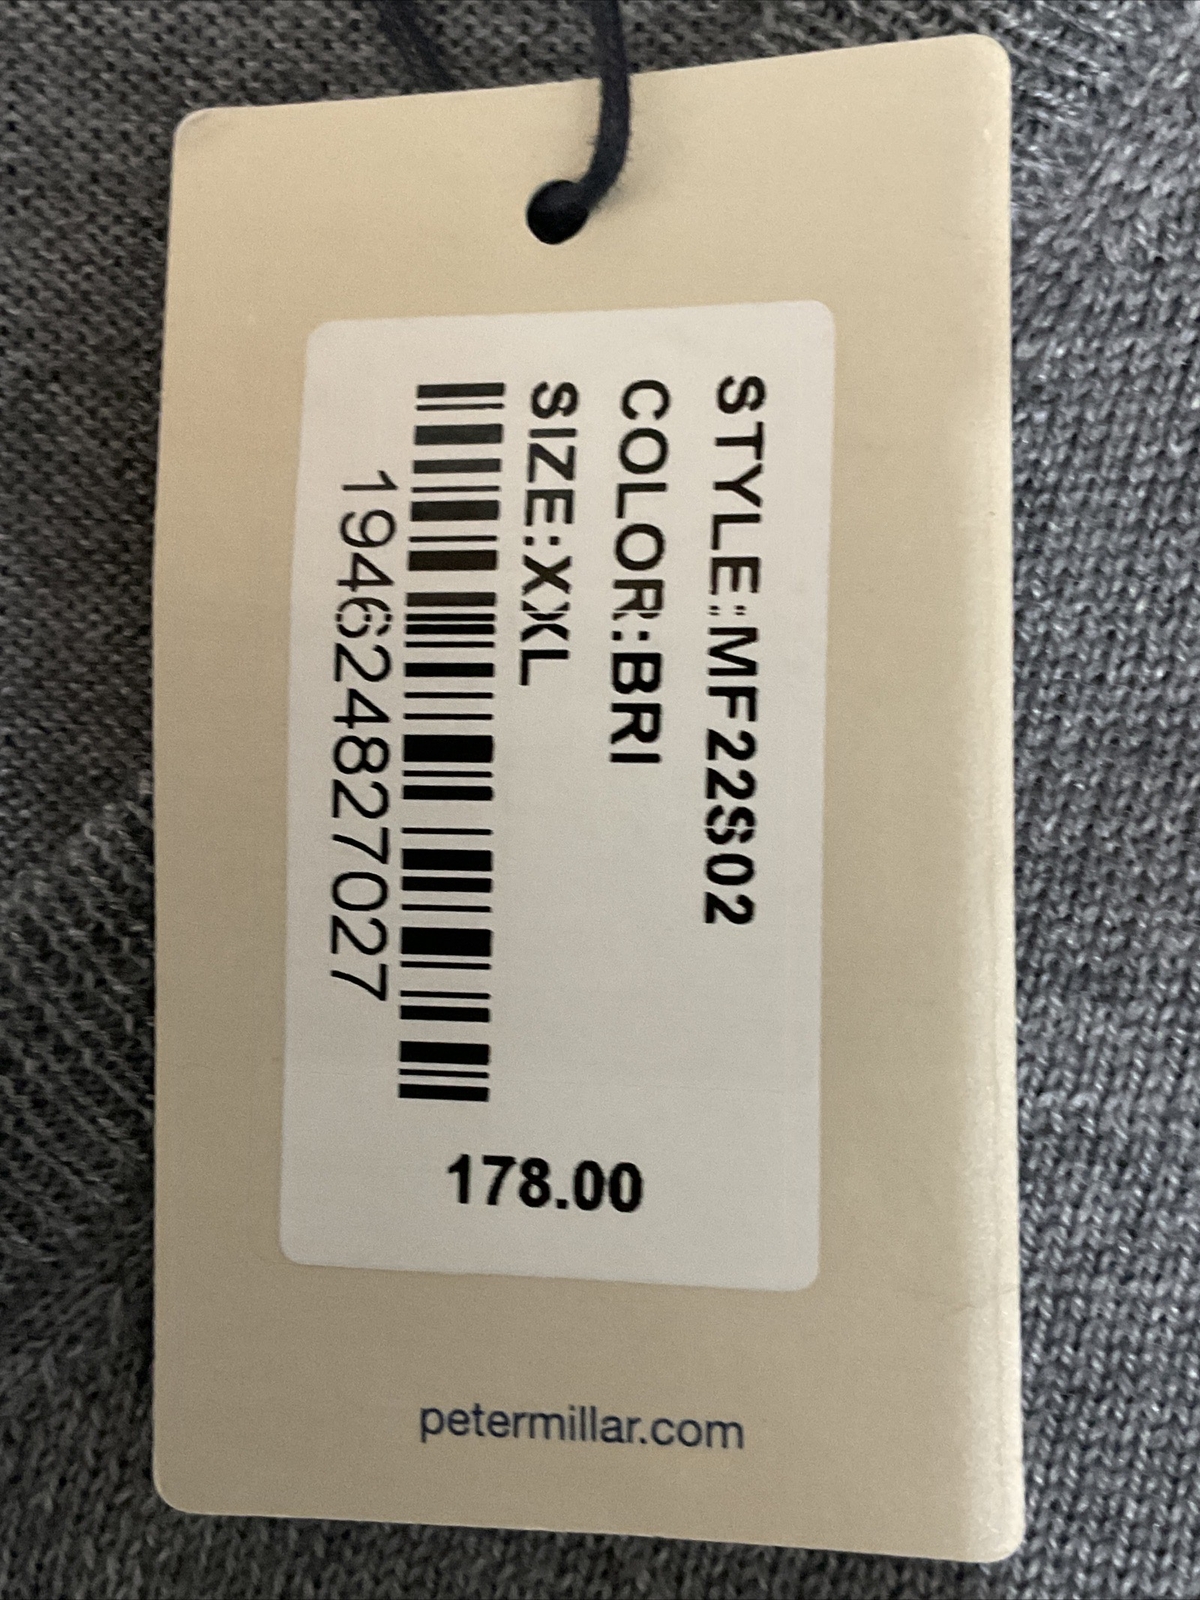 STYLE:MF22S02
COLOR:BRI
SIZE:XXL
194624827027
178.00
petermillar.com